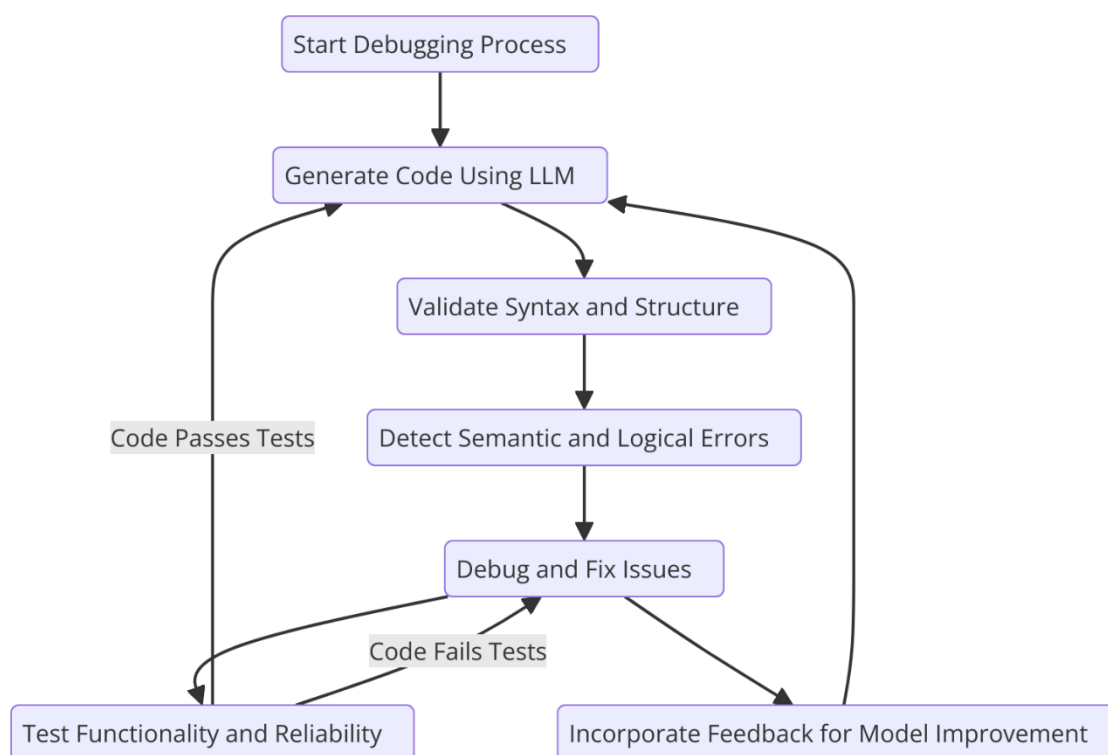 Start Debugging Process
Generate Code Using LLM
Validate Syntax and Structure
Code Passes Tests
Detect Semantic and Logical Errors
Debug and Fix Issues
Code Fails Tests
Test Functionality and Reliability
Incorporate Feedback for Model Improvement